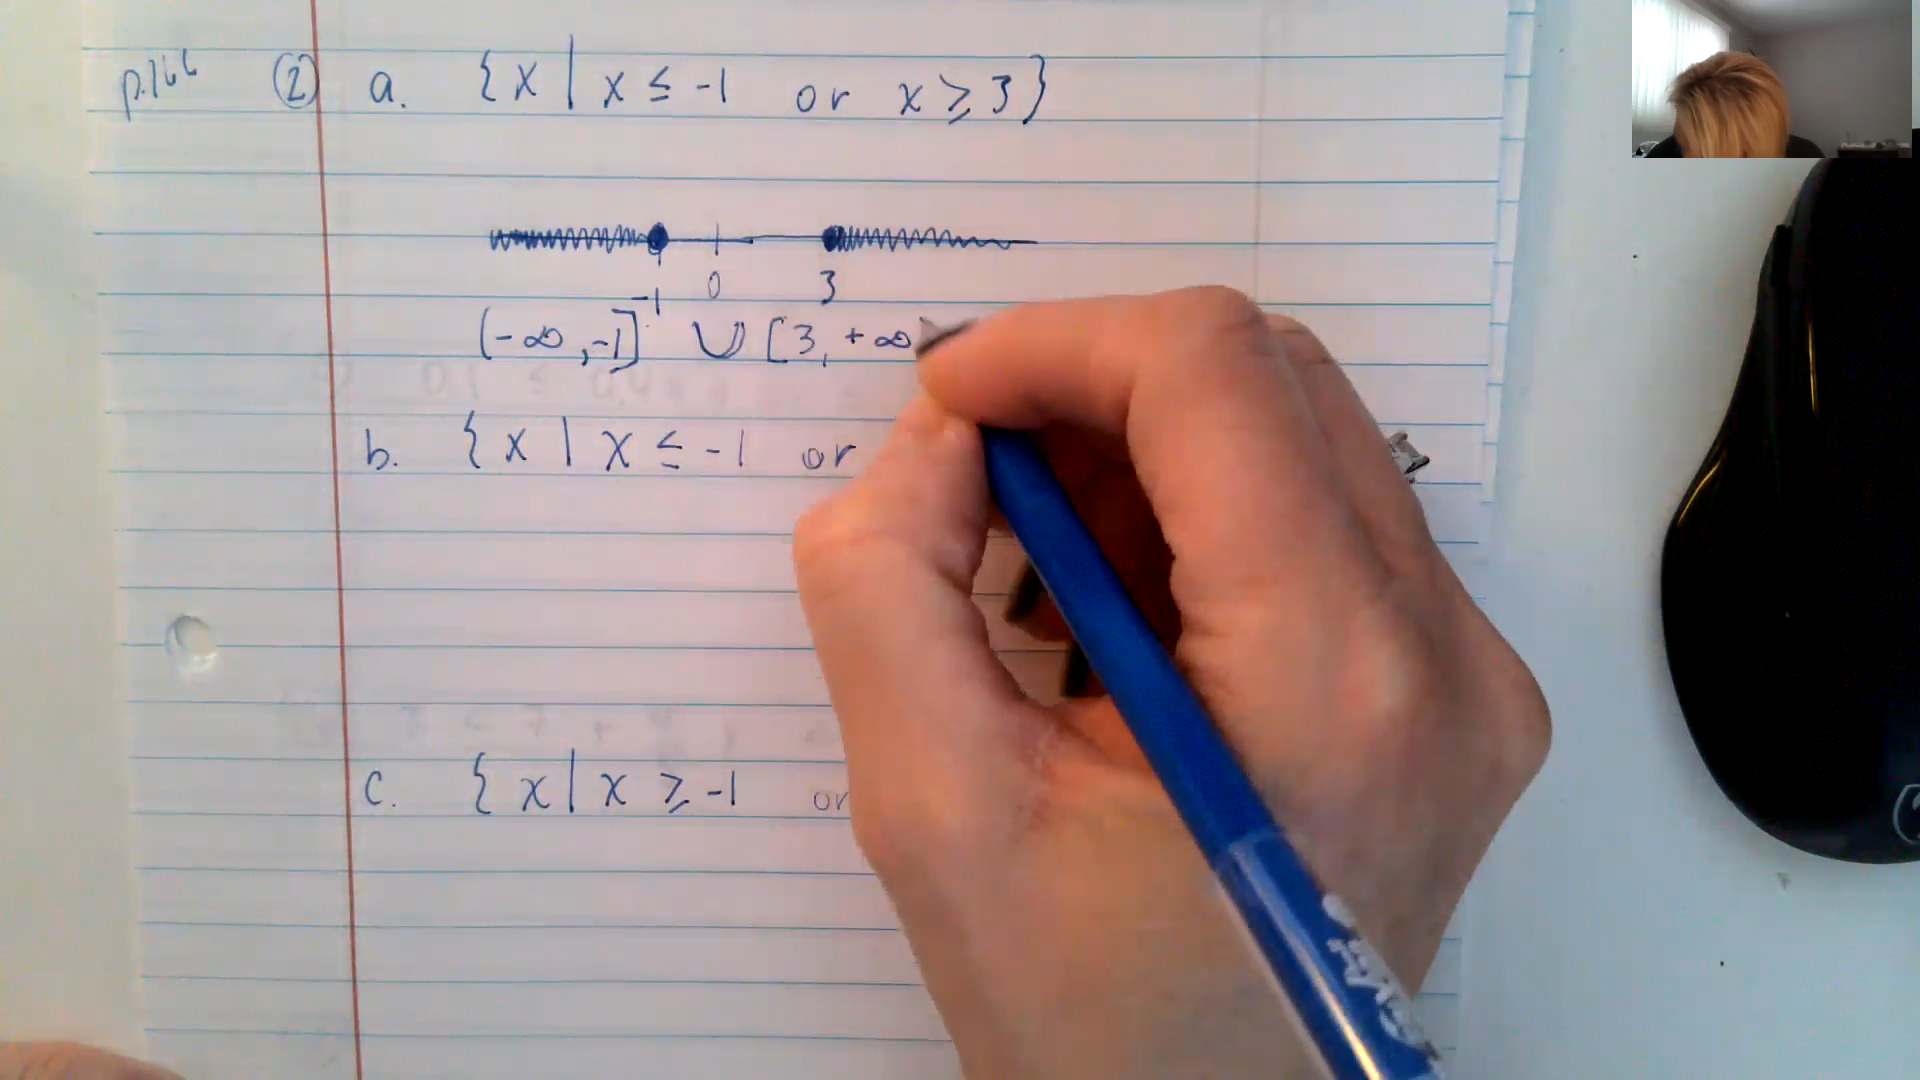 p.166 ② a. {x | x ≤ -1 or x ≥ 3}
-1 0 3
(-∞, -1] ∪ [3, +∞
b. {x | x ≤ -1 or
c. {x | x ≥ -1 or